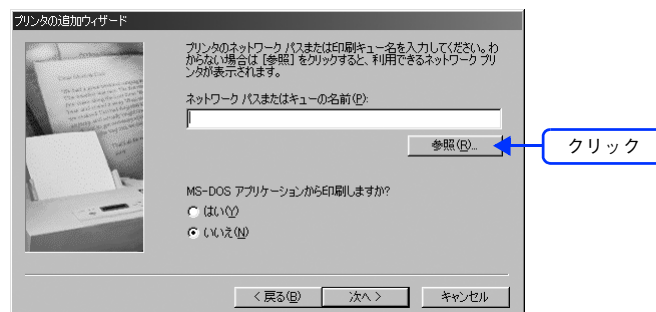 プリンタの追加ウィザード
プリンタのネットワーク パスまたは印刷キュー名を入力してください。わ
からない場合は [参照] をクリックすると、利用できるネットワーク プリ
ンタが表示されます。
ネットワーク パスまたはキューの名前(P):
参照(R)...
クリック
MS-DOS アプリケーションから印刷しますか?
はい(Y)
いいえ(N)
< 戻る(B)
次へ >
キャンセル